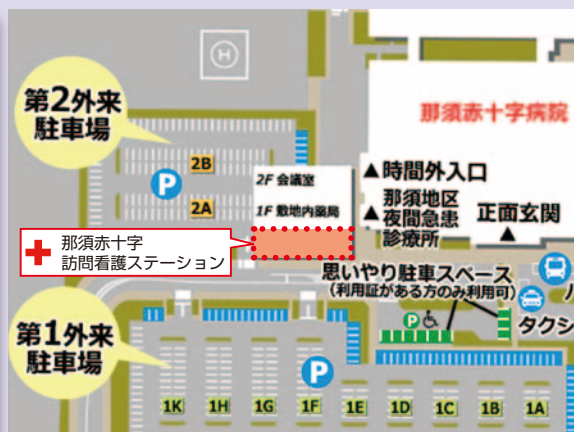 H
第2外来
駐車場
那須赤十字病院
2B
P
2A
2F 会議室
1F 敷地内薬局
▲時間外入口
▲那須地区
夜間急患
診療所
正面玄関
▲
那須赤十字
訪問看護ステーション
思いやり駐車スペース
(利用証がある方のみ利用可)
P
タクシ
第1外来
駐車場
P
1K 1H 1G 1F 1E 1D 1C 1B 1A